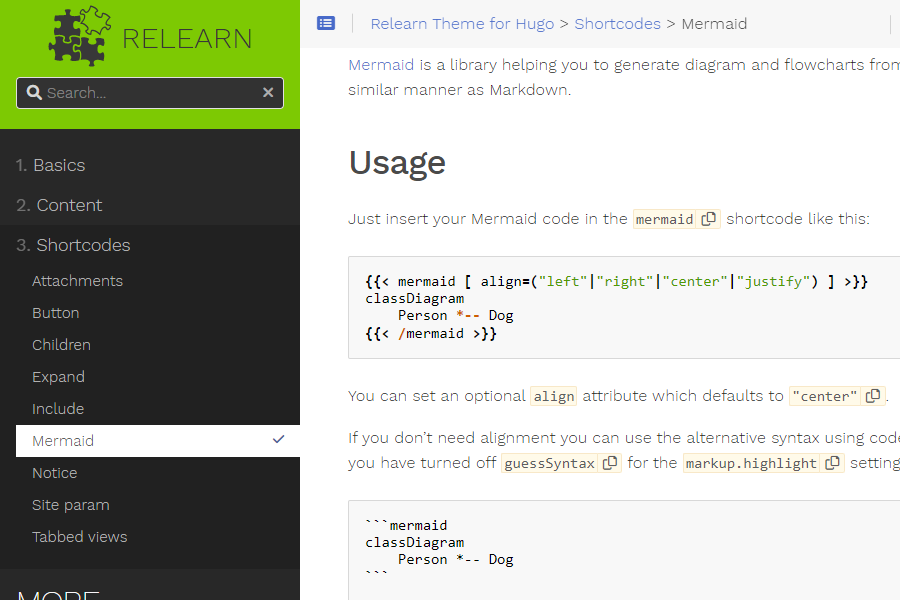 RELEARN
Search...
1. Basics
2. Content
3. Shortcodes
Attachments
Button
Children
Expand
Include
Mermaid
Notice
Site param
Tabbed views
MORE
Relearn Theme for Hugo > Shortcodes > Mermaid
Mermaid is a library helping you to generate diagram and flowcharts from
similar manner as Markdown.
Usage
Just insert your Mermaid code in the mermaid shortcode like this:
{{< mermaid [ align=("left"|"right"|"center"|"justify") ] >}}
classDiagram
    Person *-- Dog
{{< /mermaid >}}
You can set an optional align attribute which defaults to "center".
If you don’t need alignment you can use the alternative syntax using code
you have turned off guessSyntax for the markup.highlight setting
```mermaid
classDiagram
    Person *-- Dog
```